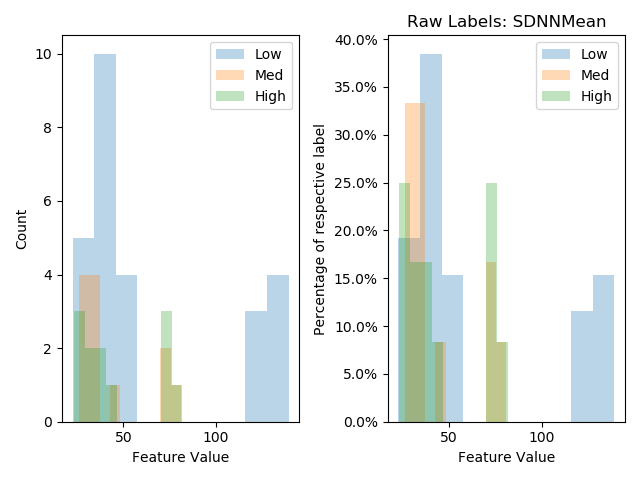 10
8
6
4
2
0
Count
50
100
Feature Value
Low
Med
High
Raw Labels: SDNNMean
40.0%
35.0%
30.0%
25.0%
20.0%
15.0%
10.0%
5.0%
0.0%
Percentage of respective label
50
100
Feature Value
Low
Med
High